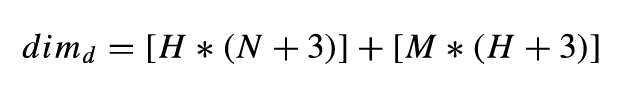 dim_d = [H * (N + 3)] + [M * (H + 3)]